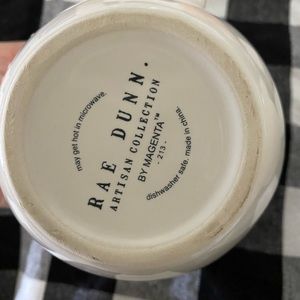 may get hot in microwave.
RAE DUNN.
ARTISAN COLLECTION
BY MAGENTA™
- 213 -
dishwasher safe. made in china.